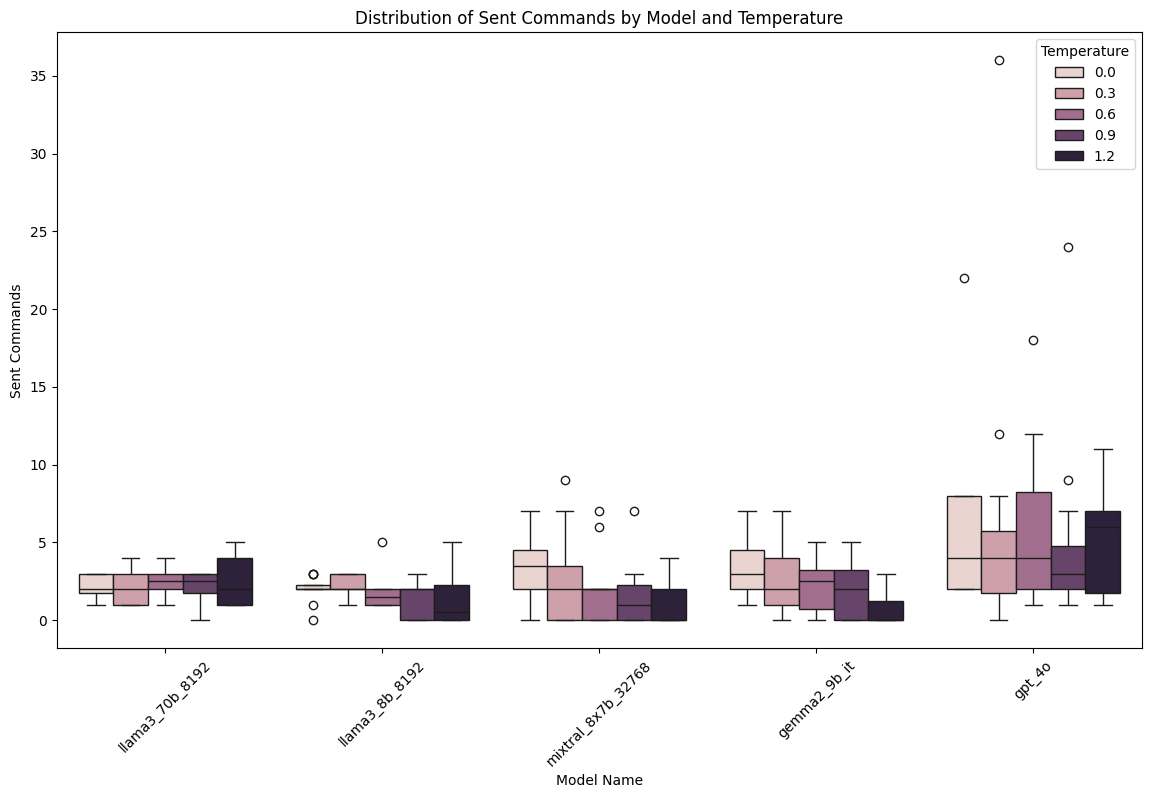 Distribution of Sent Commands by Model and Temperature
Temperature
0.0
0.3
0.6
0.9
1.2
Sent Commands
35
30
25
20
15
10
5
0
llama3_70b_8192
llama3_8b_8192
mixtral_8x7b_32768
gemma2_9b_it
gpt_4o
Model Name